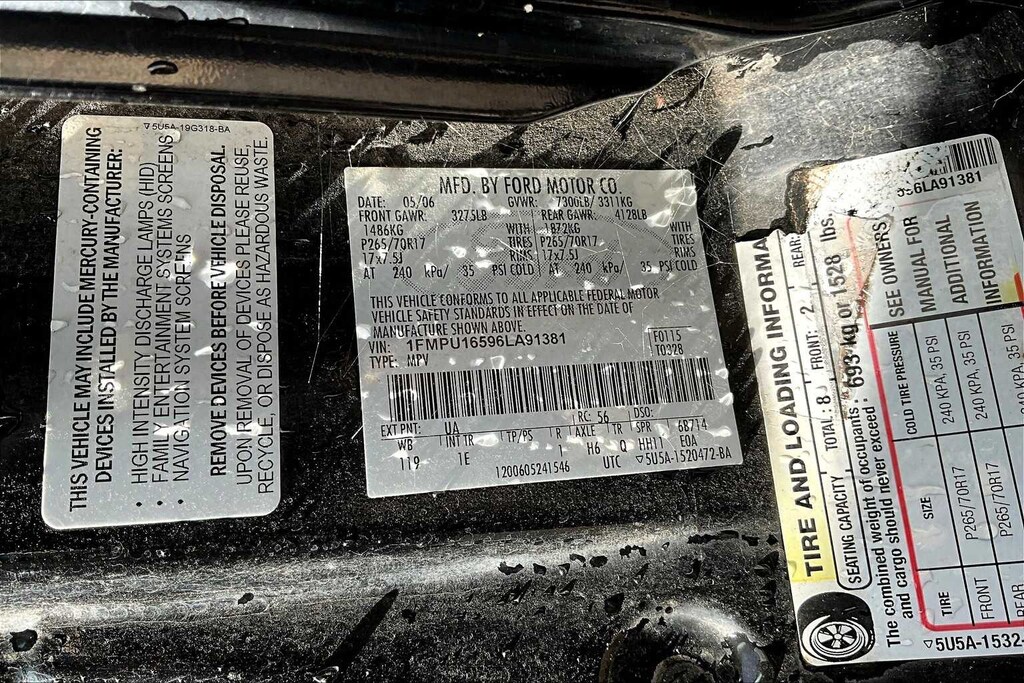 ▽5U5A-19G318-BA
THIS VEHICLE MAY INCLUDE MERCURY-CONTAINING
DEVICES INSTALLED BY THE MANUFACTURER:
• HIGH INTENSITY DISCHARGE LAMPS (HID)
• FAMILY ENTERTAINMENT SYSTEMS SCREENS
• NAVIGATION SYSTEM SCREENS
REMOVE DEVICES BEFORE VEHICLE DISPOSAL.
UPON REMOVAL OF DEVICES PLEASE REUSE,
RECYCLE, OR DISPOSE AS HAZARDOUS WASTE.
MFD. BY FORD MOTOR CO.
DATE: 05/06 GVWR: 7300LB/ 3311KG
FRONT GAWR: 3275LB REAR GAWR: 4128LB
1486KG WITH 1872KG WITH
P265/70R17 TIRES P265/70R17 TIRES
17x7.5J RIMS 17x7.5J RIMS
AT 240 kPa/ 35 PSI COLD AT 240 kPa/ 35 PSI COLD
THIS VEHICLE CONFORMS TO ALL APPLICABLE FEDERAL MOTOR
VEHICLE SAFETY STANDARDS IN EFFECT ON THE DATE OF
MANUFACTURE SHOWN ABOVE.
VIN: 1FMPU16596LA91381 F0115
TYPE: MPV T0328
EXT PNT: UA RC: 56 DSO:
WB INT TR TP/PS R AXLE TR SPR 6B714
119 1E 1 H6 Q HH11 E0A
1200605241546 UTC ▽5U5A-1520472-BA
6LA91381
TIRE AND LOADING INFORMA
SEATING CAPACITY TOTAL: 8 FRONT: 2 REAR:
The combined weight of occupants
and cargo should never exceed: 693 kg or 1528 lbs.
TIRE SIZE COLD TIRE PRESSURE
FRONT P265/70R17 240 KPA, 35 PSI
REAR P265/70R17 240 KPA, 35 PSI
SEE OWNERS
MANUAL FOR
ADDITIONAL
INFORMATION
▽5U5A-1532